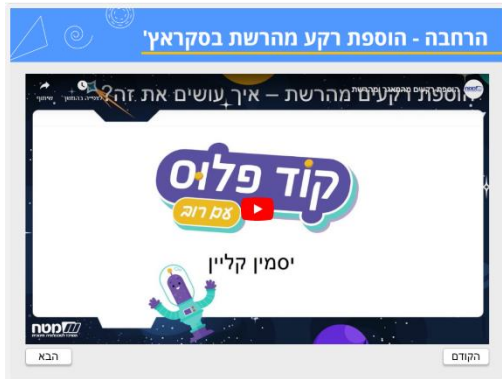 הרחבה - הוספת רקע מהרשת בסקראץ'
הוספת רקעים מהרשת – איך עושים את זה?
שיתוף
קוד פלוס
עם רוב
יסמין קליין
מטח
הקודם
הבא